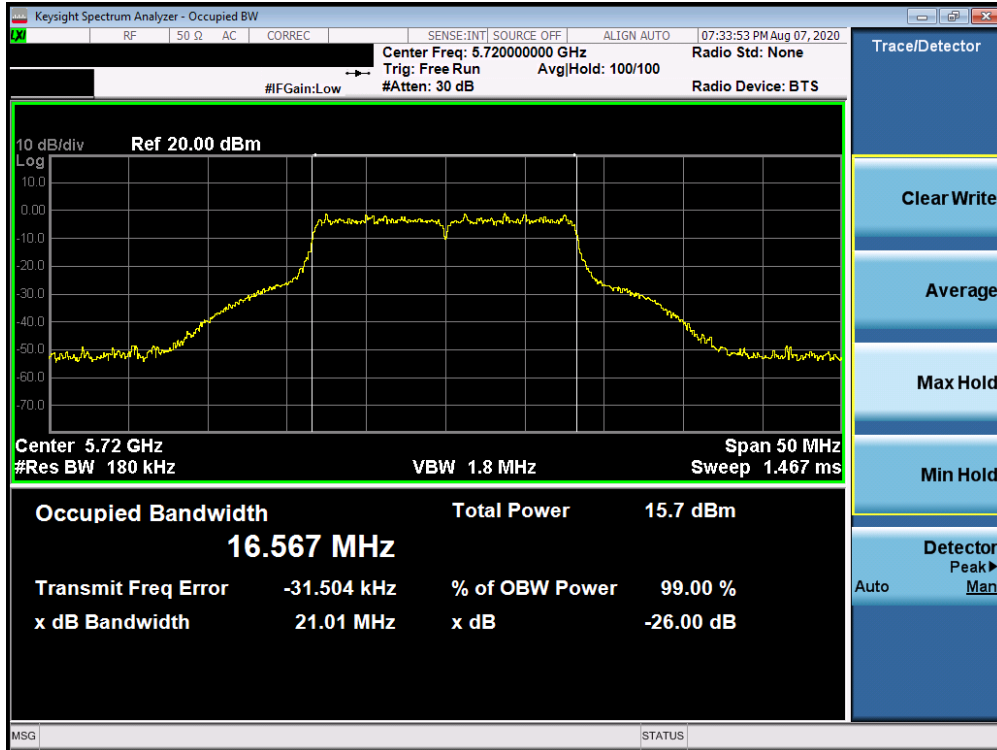 Keysight Spectrum Analyzer - Occupied BW
LXI RF 50 Ω AC CORREC SENSE:INT SOURCE OFF ALIGN AUTO 07:33:53 PM Aug 07, 2020
Center Freq: 5.720000000 GHz Radio Std: None
Trig: Free Run Avg|Hold: 100/100
#IFGain:Low #Atten: 30 dB Radio Device: BTS
10 dB/div Ref 20.00 dBm
Log
10.0
0.00
-10.0
-20.0
-30.0
-40.0
-50.0
-60.0
-70.0
Center 5.72 GHz Span 50 MHz
#Res BW 180 kHz VBW 1.8 MHz Sweep 1.467 ms
Occupied Bandwidth Total Power 15.7 dBm
16.567 MHz
Transmit Freq Error -31.504 kHz % of OBW Power 99.00 %
x dB Bandwidth 21.01 MHz x dB -26.00 dB
MSG STATUS
Trace/Detector
Clear Write
Average
Max Hold
Min Hold
Detector
Peak▶
Auto Man